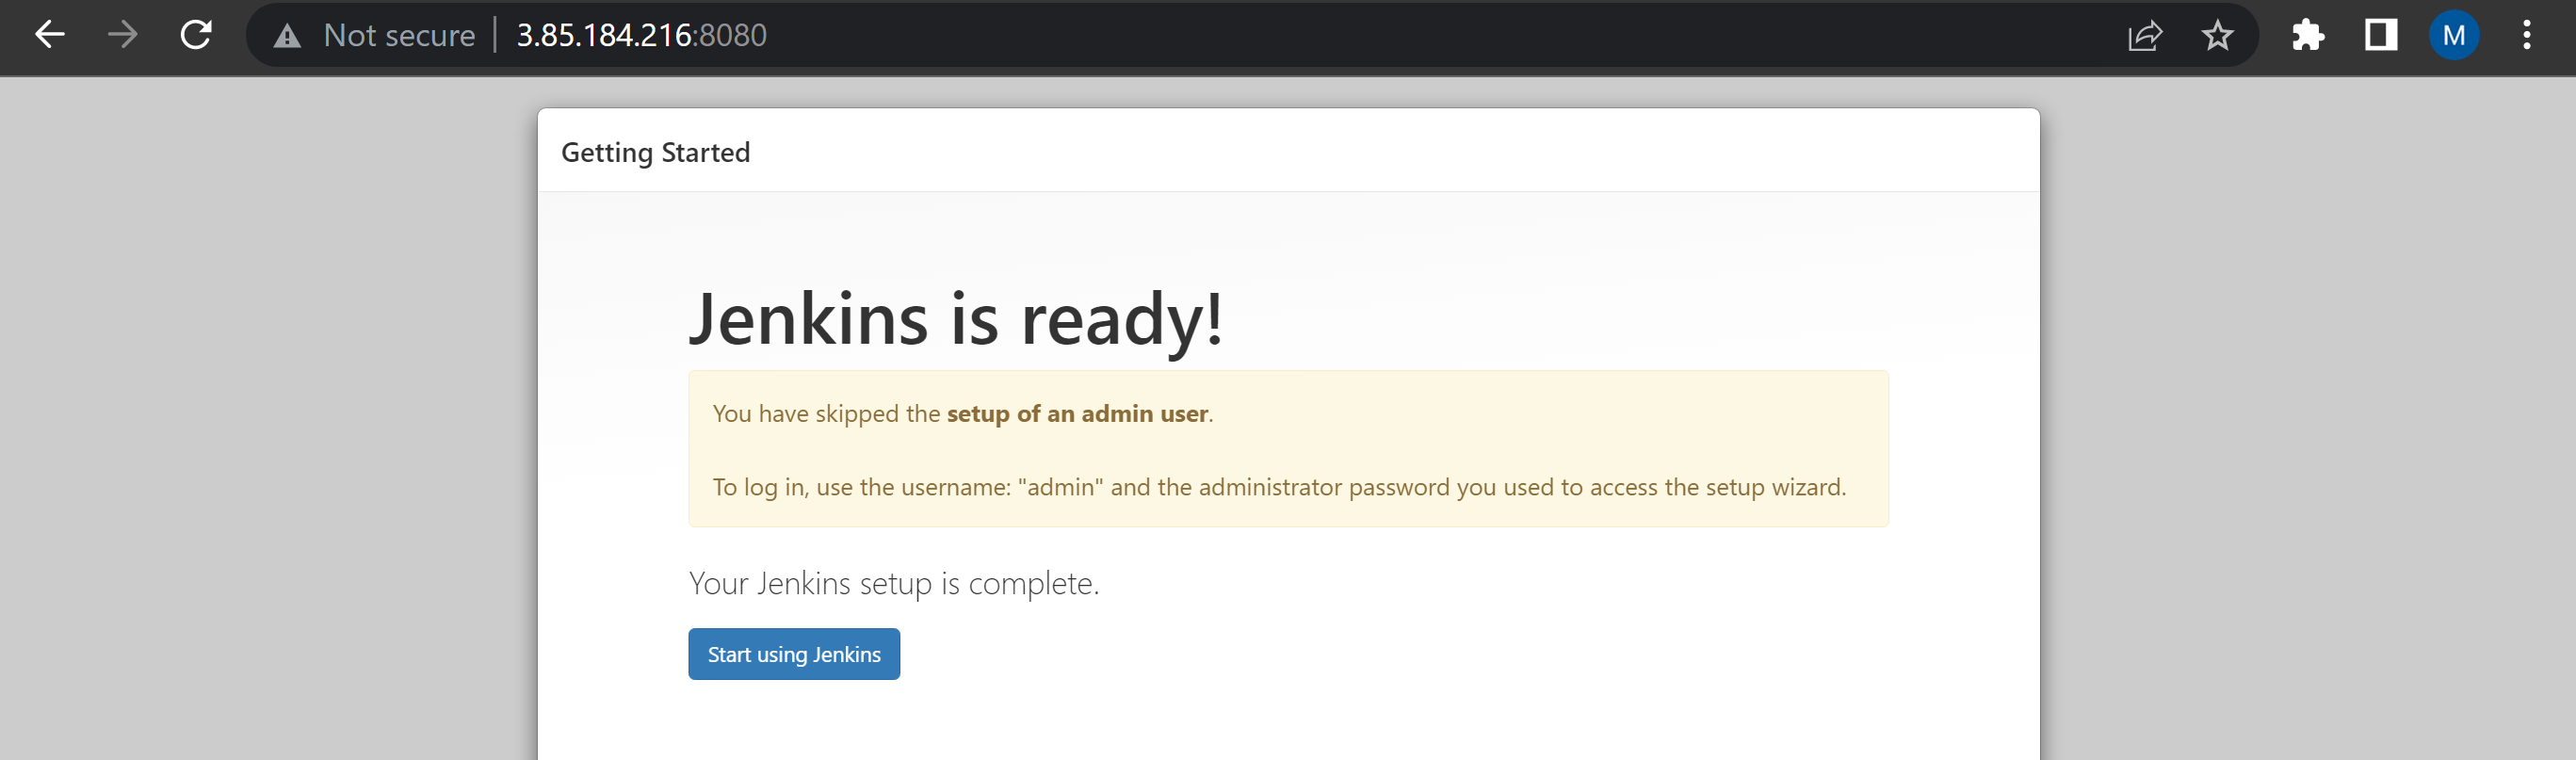 Not secure | 3.85.184.216:8080
M
Getting Started
Jenkins is ready!
You have skipped the setup of an admin user.
To log in, use the username: "admin" and the administrator password you used to access the setup wizard.
Your Jenkins setup is complete.
Start using Jenkins